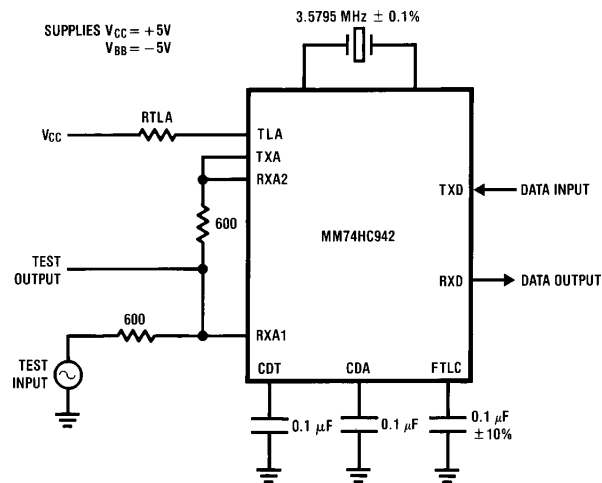 3.5795 MHz ± 0.1%
SUPPLIES VCC = +5V
VBB = −5V
RTLA
VCC
TLA
TXA
RXA2
TXD
DATA INPUT
600
MM74HC942
TEST
OUTPUT
RXD
DATA OUTPUT
600
RXA1
TEST
INPUT
CDT
CDA
FTLC
0.1 μF
0.1 μF
0.1 μF
±10%